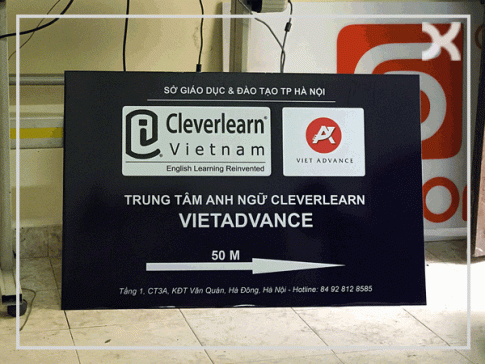 SỞ GIÁO DỤC & ĐÀO TẠO TP HÀ NỘI
Cleverlearn®
Vietnam
English Learning Reinvented
VIET ADVANCE
TRUNG TÂM ANH NGỮ CLEVERLEARN
VIETADVANCE
50 M
Tầng 1, CT3A, KĐT Văn Quán, Hà Đông, Hà Nội - Hotline: 84 92 812 8585